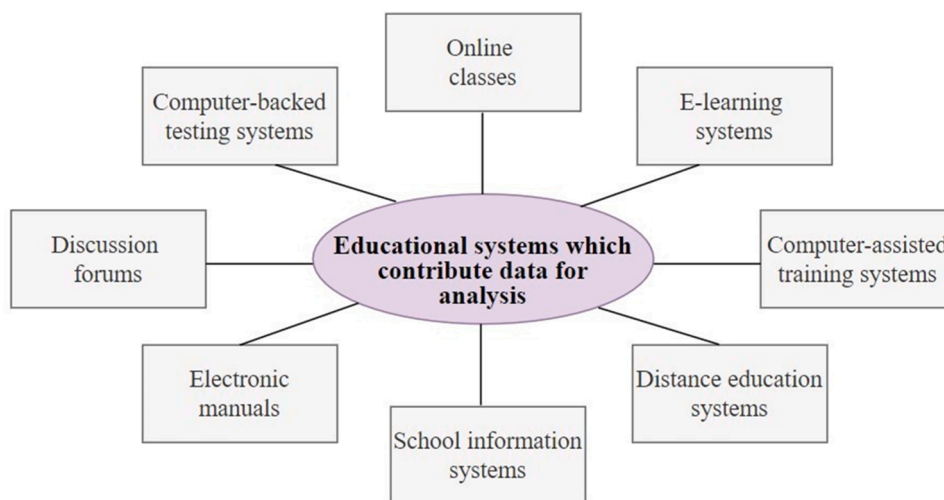 Online
classes
Computer-backed
testing systems
E-learning
systems
Discussion
forums
Educational systems which
contribute data for
analysis
Computer-assisted
training systems
Electronic
manuals
School information
systems
Distance education
systems